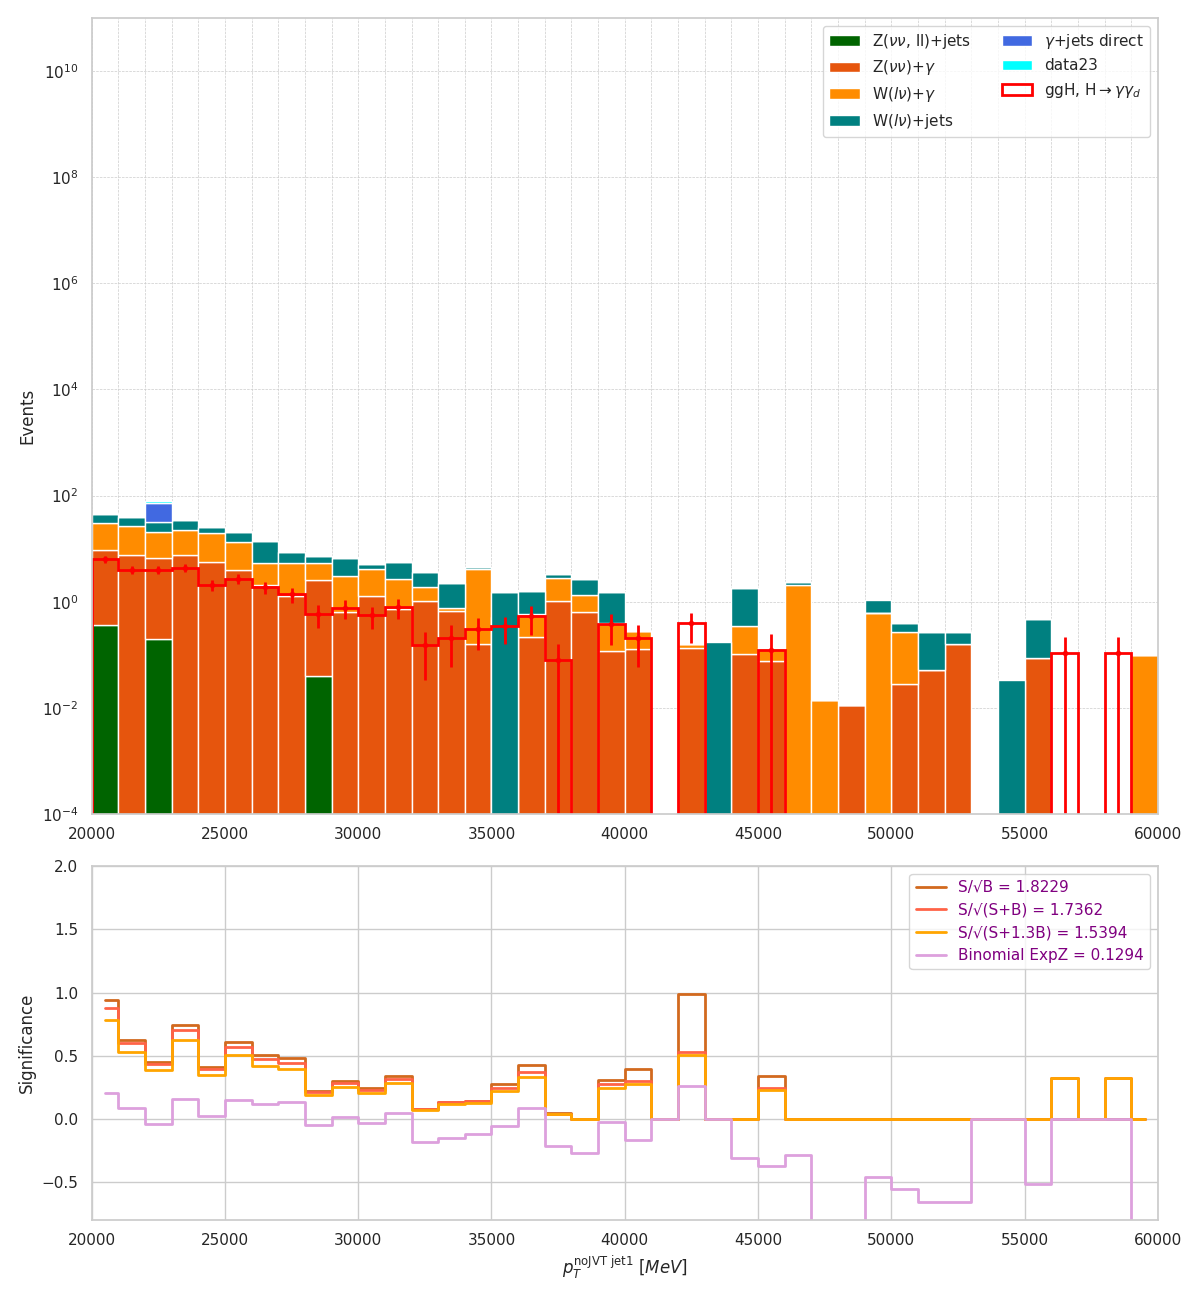 Z(νν, ll)+jets
Z(νν)+γ
W(lν)+γ
W(lν)+jets
γ+jets direct
data23
ggH, H→γγ_d
Events
10^10
10^8
10^6
10^4
10^2
10^0
10^−2
10^−4
20000 25000 30000 35000 40000 45000 50000 55000 60000
S/√B = 1.8229
S/√(S+B) = 1.7362
S/√(S+1.3B) = 1.5394
Binomial ExpZ = 0.1294
Significance
2.0
1.5
1.0
0.5
0.0
−0.5
20000 25000 30000 35000 40000 45000 50000 55000 60000
p_T^noJVT jet1 [MeV]